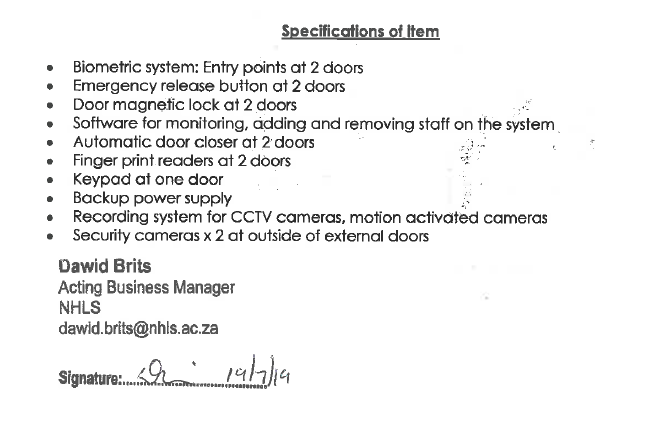 Specifications of Item
• Biometric system: Entry points at 2 doors
• Emergency release button at 2 doors
• Door magnetic lock at 2 doors
• Software for monitoring, adding and removing staff on the system
• Automatic door closer at 2 doors
• Finger print readers at 2 doors
• Keypad at one door
• Backup power supply
• Recording system for CCTV cameras, motion activated cameras
• Security cameras x 2 at outside of external doors
Dawid Brits
Acting Business Manager
NHLS
dawid.brits@nhls.ac.za
Signature: 19/7/19